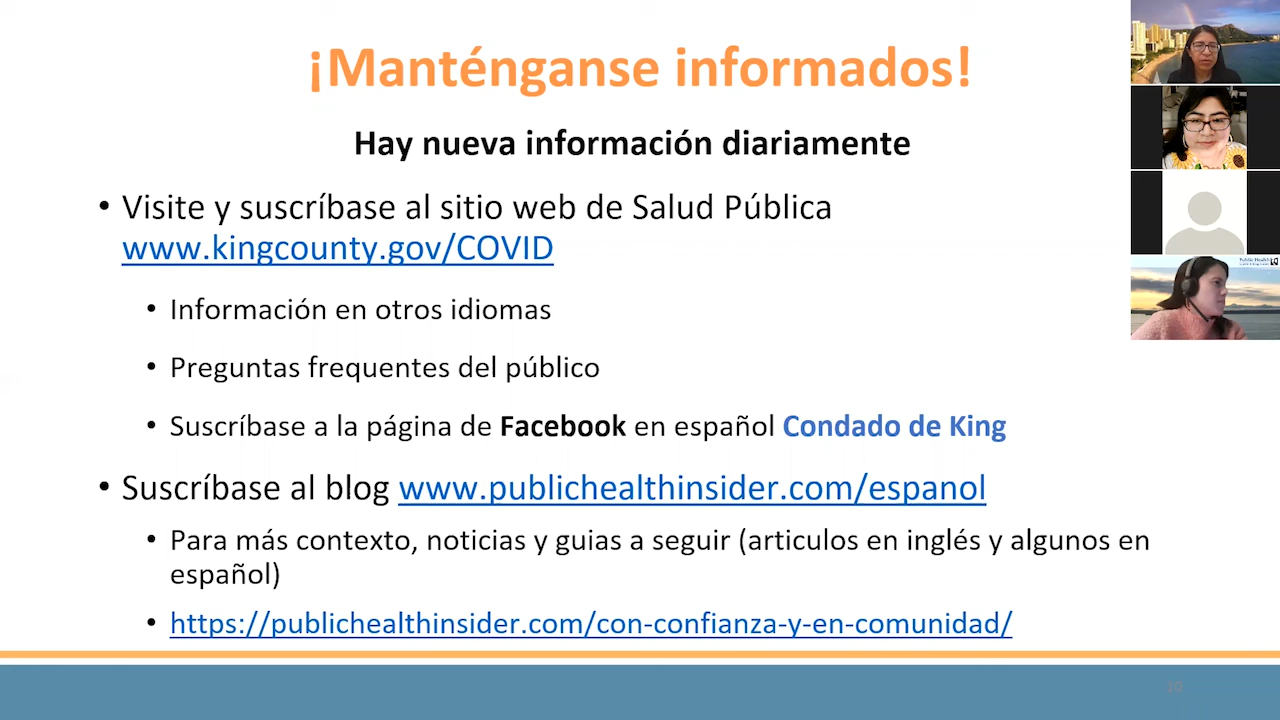 ¡Manténganse informados!
Hay nueva información diariamente
• Visite y suscríbase al sitio web de Salud Pública
www.kingcounty.gov/COVID
• Información en otros idiomas
• Preguntas frequentes del público
• Suscríbase a la página de Facebook en español Condado de King
• Suscríbase al blog www.publichealthinsider.com/espanol
• Para más contexto, noticias y guias a seguir (articulos en inglés y algunos en
español)
• https://publichealthinsider.com/con-confianza-y-en-comunidad/
Public Health